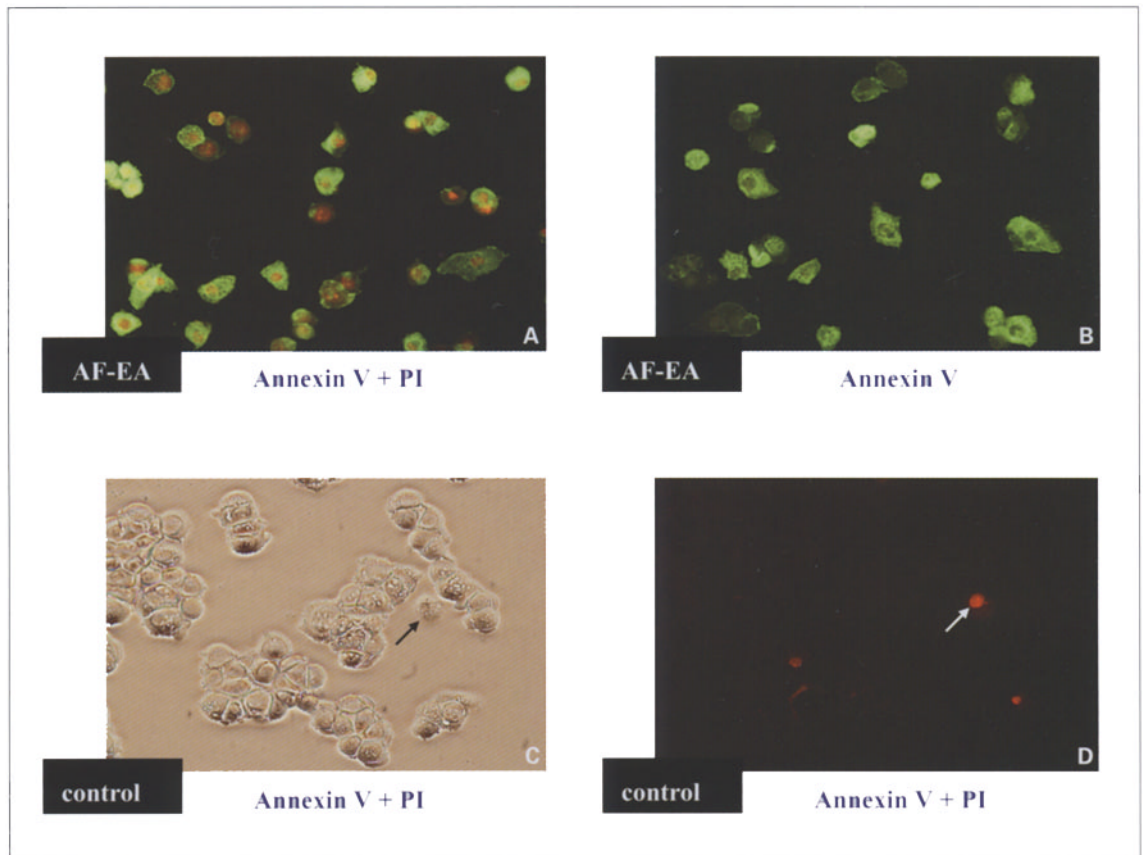 A
AF-EA
Annexin V + PI
B
AF-EA
Annexin V
C
control
Annexin V + PI
D
control
Annexin V + PI